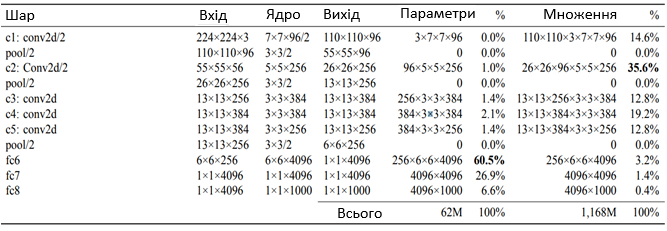 Шар Вхід Ядро Вихід Параметри % Множення %
c1: conv2d/2 224×224×3 7×7×96/2 110×110×96 3×7×7×96 0.0% 110×110×3×7×7×96 14.6%
pool/2 110×110×96 3×3/2 55×55×96 0 0.0% 0 0.0%
c2: Conv2d/2 55×55×56 5×5×256 26×26×256 96×5×5×256 1.0% 26×26×96×5×5×256 35.6%
pool/2 26×26×256 3×3/2 13×13×256 0 0.0% 0 0.0%
c3: conv2d 13×13×256 3×3×384 13×13×384 256×3×3×384 1.4% 13×13×256×3×3×384 12.8%
c4: conv2d 13×13×384 3×3×384 13×13×384 384×3×3×384 2.1% 13×13×384×3×3×384 19.2%
c5: conv2d 13×13×384 3×3×256 13×13×384 384×3×3×256 1.4% 13×13×384×3×3×256 12.8%
pool/2 13×13×256 3×3/2 6×6×256 0 0.0% 0 0.0%
fc6 6×6×256 6×6×4096 1×1×4096 256×6×6×4096 60.5% 256×6×6×4096 3.2%
fc7 1×1×4096 1×1×4096 1×1×4096 4096×4096 26.9% 4096×4096 1.4%
fc8 1×1×4096 1×1×1000 1×1×1000 4096×1000 6.6% 4096×1000 0.4%
Всього 62M 100% 1,168M 100%